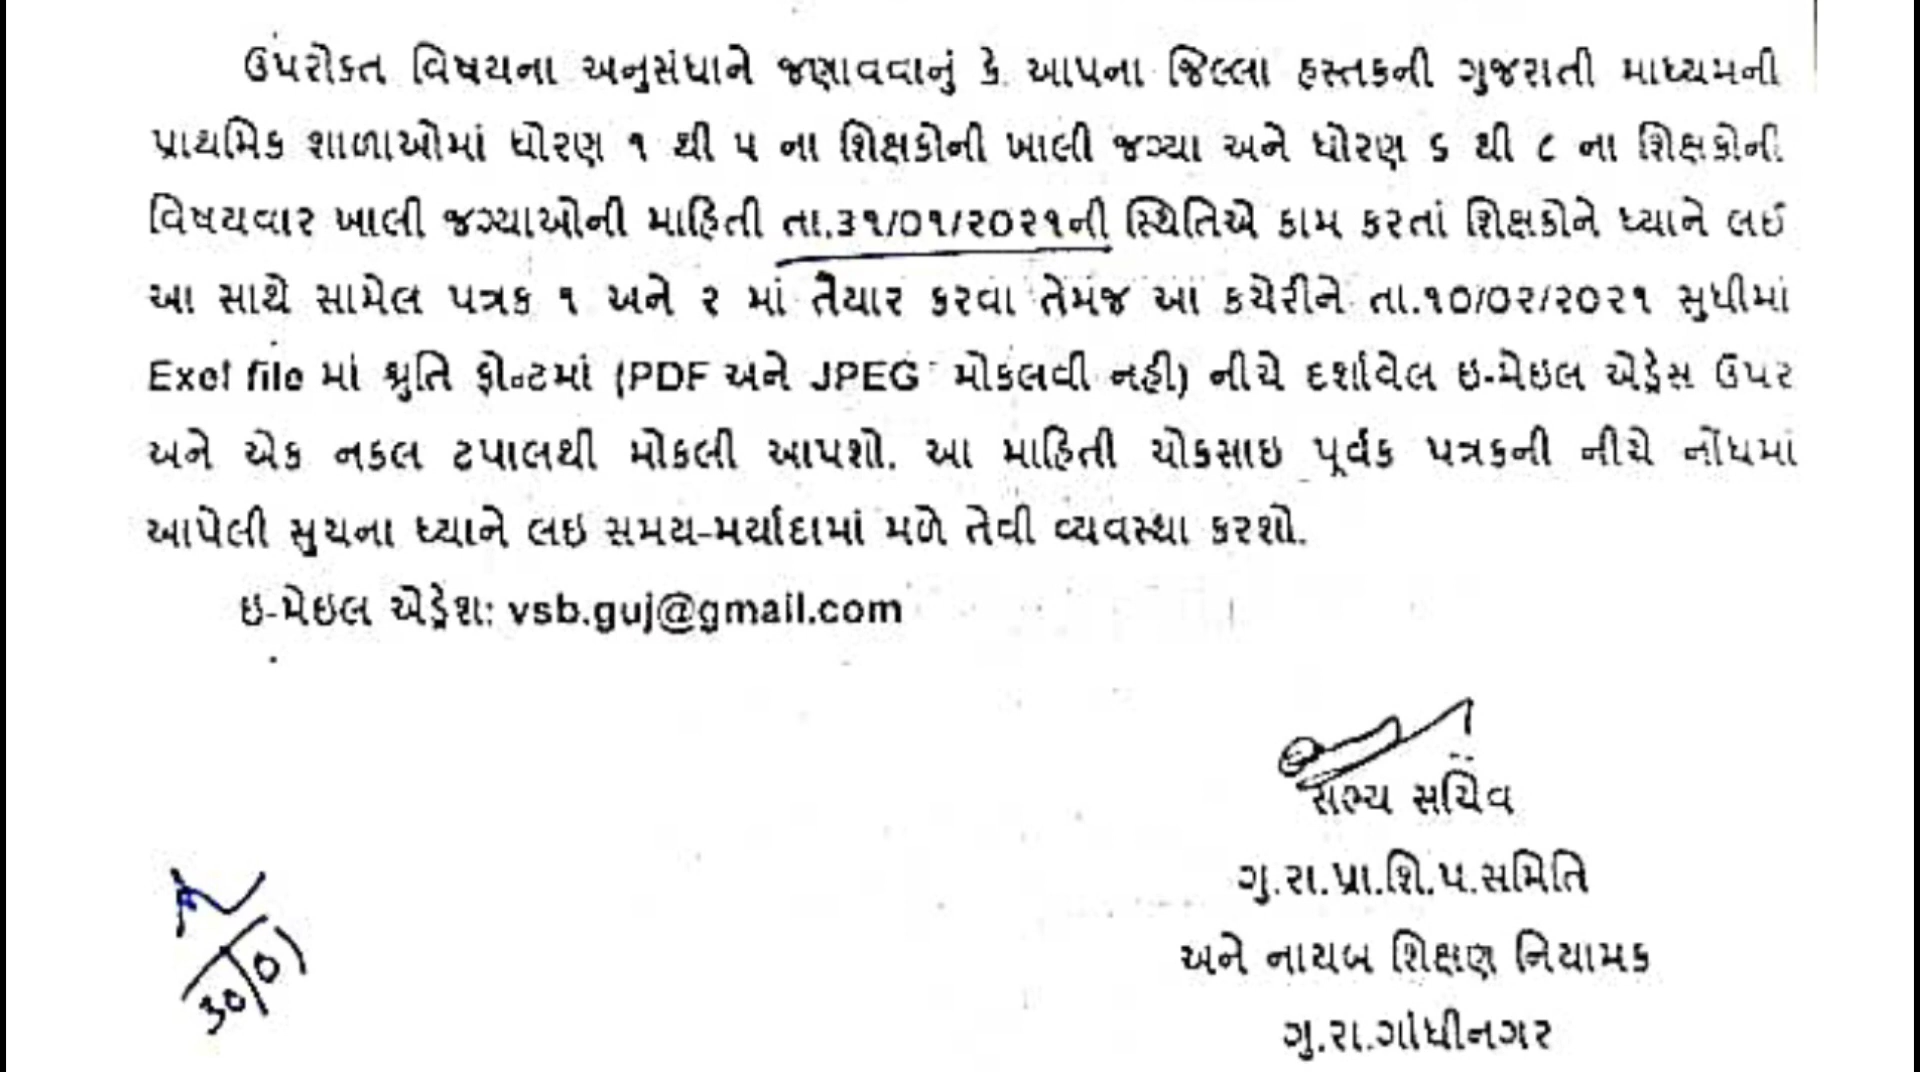 ઉપરોક્ત વિષયના અનુસંધાને જણાવવાનું કે આપના જિલ્લા હસ્તકની ગુજરાતી માધ્યમની
પ્રાથમિક શાળાઓમાં ધોરણ ૧ થી ૫ ના શિક્ષકોની ખાલી જગ્યા અને ધોરણ ૬ થી ૮ ના શિક્ષકોની
વિષયવાર ખાલી જગ્યાઓની માહિતી તા.૩૧/૦૧/૨૦૨૧ની સ્થિતિએ કામ કરતાં શિક્ષકોને ધ્યાને લઈ
આ સાથે સામેલ પત્રક ૧ અને ૨ માં તૈયાર કરવા તેમજ આ કચેરીને તા.૧૦/૦૨/૨૦૨૧ સુધીમાં
Exel file માં શ્રુતિ ફોન્ટમાં (PDF અને JPEG મોકલવી નહી) નીચે દર્શાવેલ ઇ-મેઇલ એડ્રેસ ઉપર
અને એક નકલ ટપાલથી મોકલી આપશો. આ માહિતી ચોકસાઇ પૂર્વક પત્રકની નીચે નોંધમાં
આપેલી સુચના ધ્યાને લઇ સમય-મર્યાદામાં મળે તેવી વ્યવસ્થા કરશો.
ઇ-મેઇલ એડ્રેશ: vsb.guj@gmail.com
સભ્ય સચિવ
ગુ.રા.પ્રા.શિ.પ.સમિતિ
અને નાયબ શિક્ષણ નિયામક
ગુ.રા.ગાંધીનગર